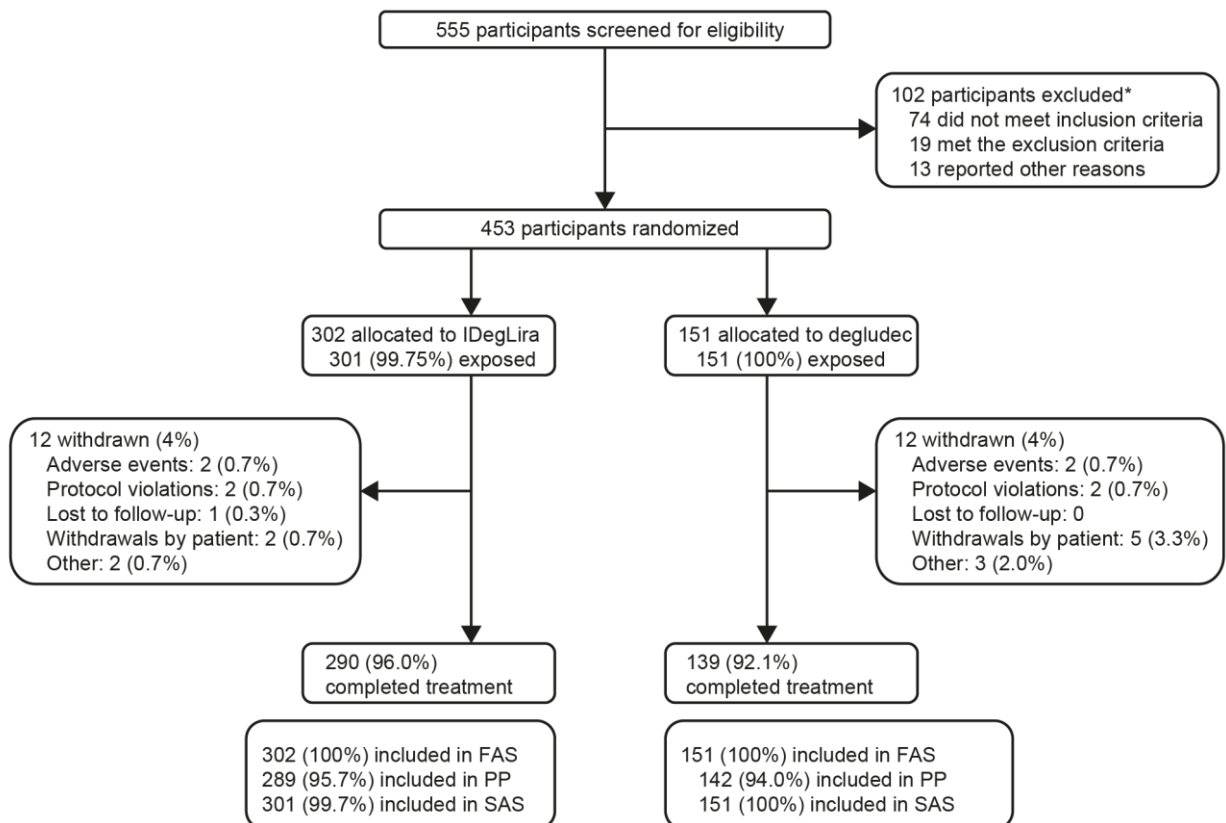 555 participants screened for eligibility
102 participants excluded*
74 did not meet inclusion criteria
19 met the exclusion criteria
13 reported other reasons
453 participants randomized
302 allocated to IDegLira
301 (99.75%) exposed
151 allocated to degludec
151 (100%) exposed
12 withdrawn (4%)
Adverse events: 2 (0.7%)
Protocol violations: 2 (0.7%)
Lost to follow-up: 1 (0.3%)
Withdrawals by patient: 2 (0.7%)
Other: 2 (0.7%)
12 withdrawn (4%)
Adverse events: 2 (0.7%)
Protocol violations: 2 (0.7%)
Lost to follow-up: 0
Withdrawals by patient: 5 (3.3%)
Other: 3 (2.0%)
290 (96.0%)
completed treatment
139 (92.1%)
completed treatment
302 (100%) included in FAS
289 (95.7%) included in PP
301 (99.7%) included in SAS
151 (100%) included in FAS
142 (94.0%) included in PP
151 (100%) included in SAS